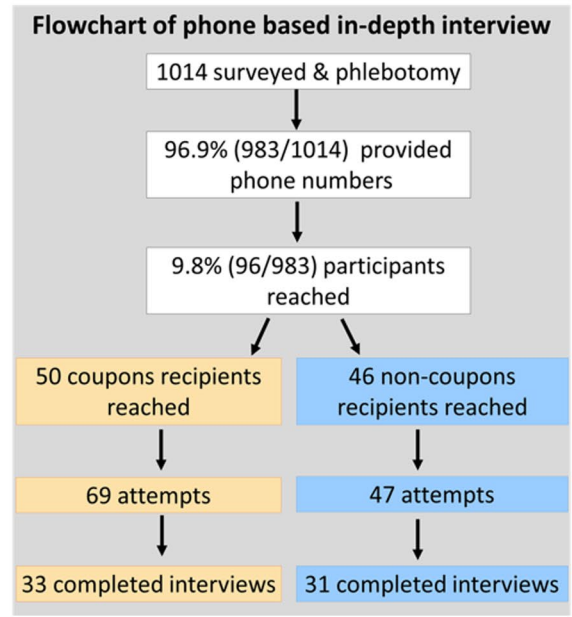 Flowchart of phone based in-depth interview
1014 surveyed & phlebotomy
96.9% (983/1014) provided
phone numbers
9.8% (96/983) participants
reached
50 coupons recipients
reached
46 non-coupons
recipients reached
69 attempts
47 attempts
33 completed interviews
31 completed interviews